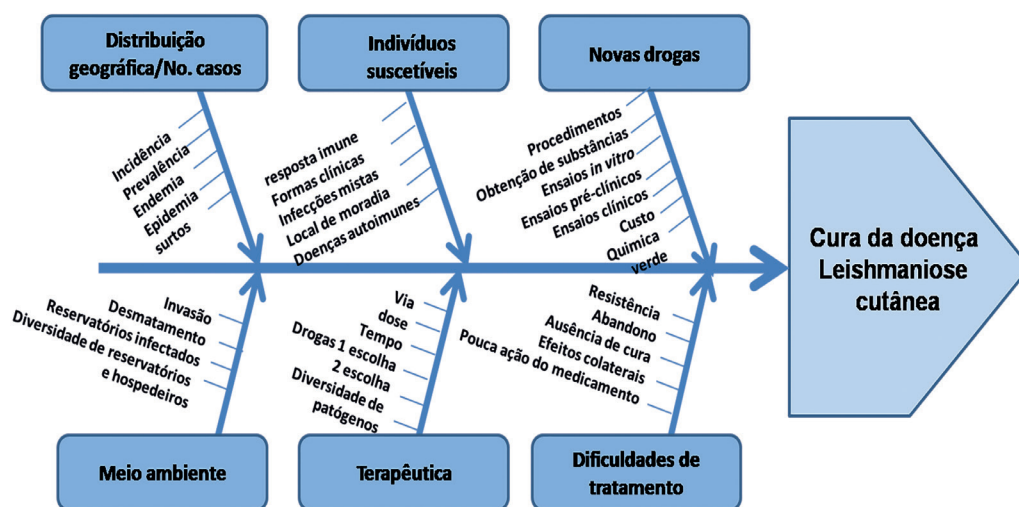 Distribuição
geográfica/No. casos
Indivíduos
suscetíveis
Novas drogas
Incidência
Prevalência
Endemia
Epidemia
surtos
resposta imune
Formas clínicas
Infecções mistas
Local de moradia
Doenças autoimunes
Procedimentos
Obtenção de substâncias
Ensaios in vitro
Ensaios pré-clínicos
Ensaios clínicos
Custo
Quimica
verde
Cura da doença
Leishmaniose
cutânea
Invasão
Desmatamento
Reservatórios infectados
Diversidade de reservatórios
e hospedeiros
Via
dose
Tempo
Drogas 1 escolha
2 escolha
Diversidade de
patógenos
Resistência
Abandono
Ausência de cura
Efeitos colaterais
Pouca ação do medicamento
Meio ambiente
Terapêutica
Dificuldades de
tratamento